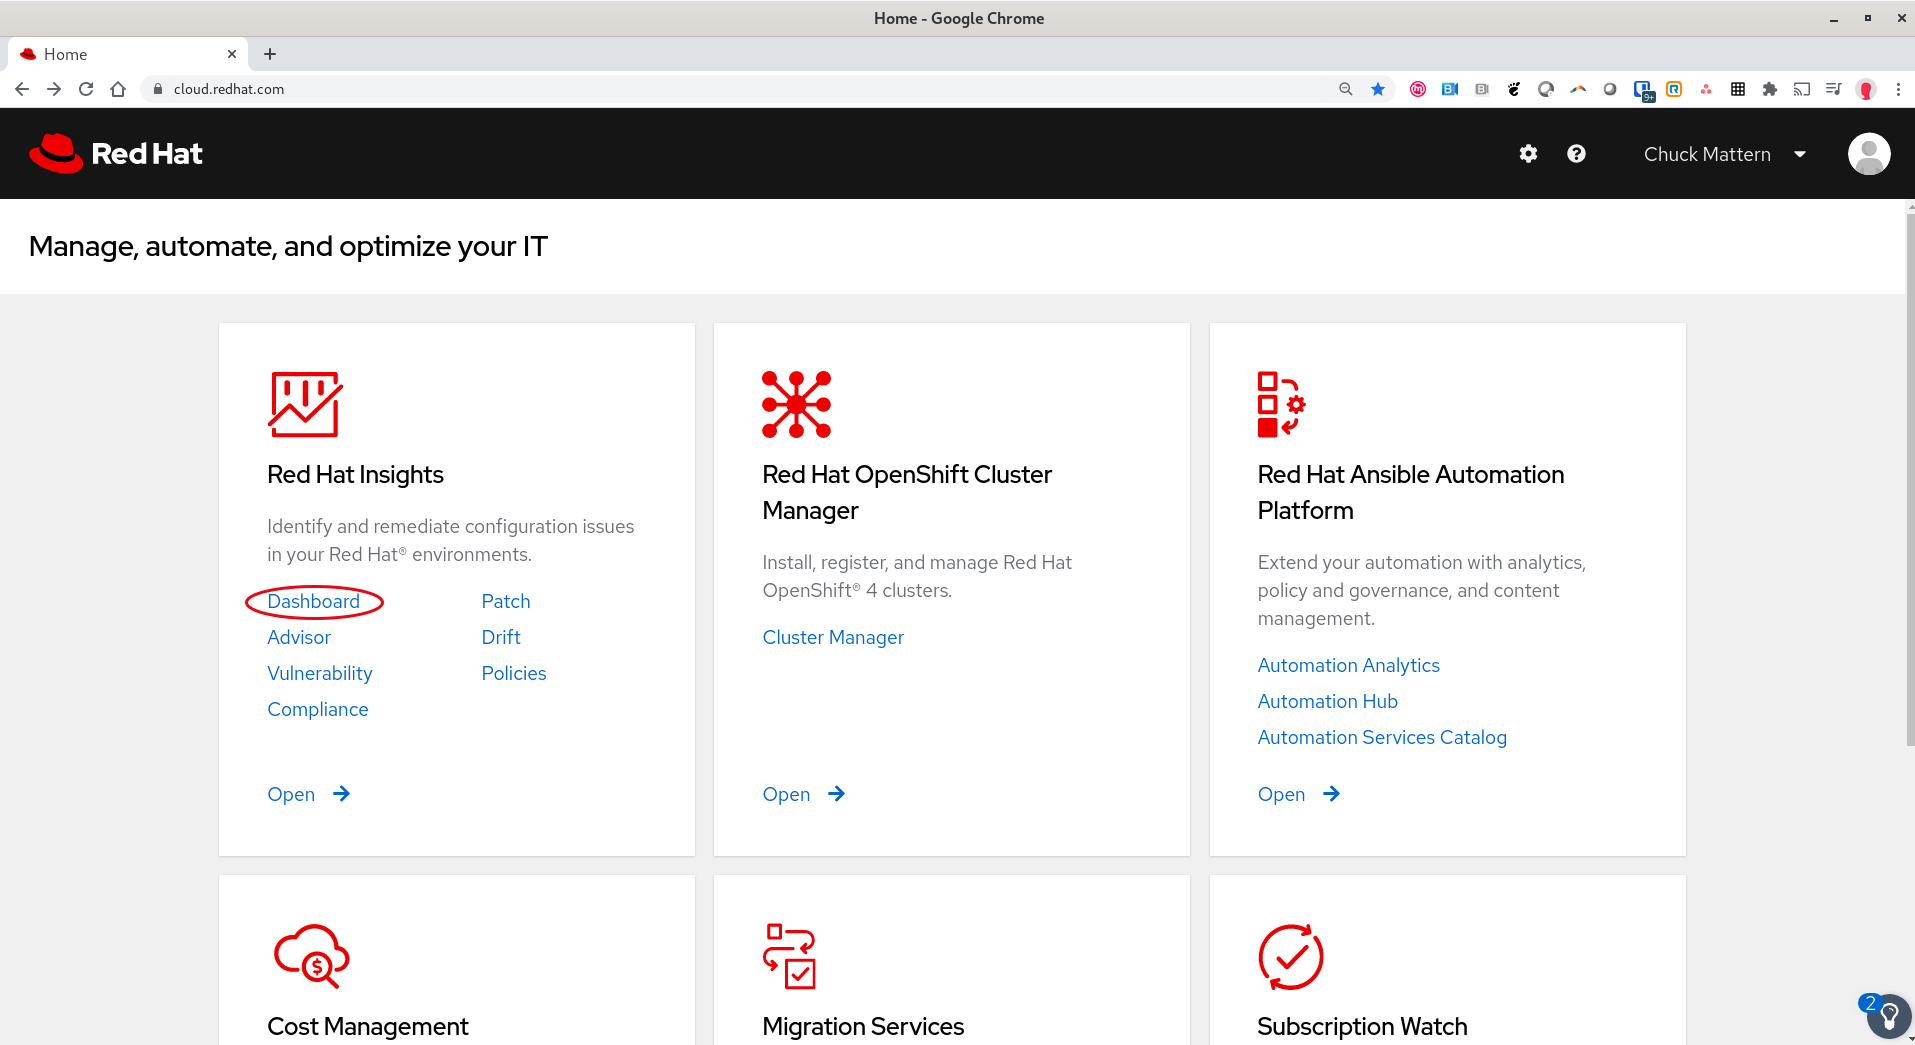 Home - Google Chrome
Home
cloud.redhat.com
9+
Red Hat
Chuck Mattern
Manage, automate, and optimize your IT
Red Hat Insights
Identify and remediate configuration issues
in your Red Hat® environments.
Dashboard
Patch
Advisor
Drift
Vulnerability
Policies
Compliance
Open
Red Hat OpenShift Cluster
Manager
Install, register, and manage Red Hat
OpenShift® 4 clusters.
Cluster Manager
Open
Red Hat Ansible Automation
Platform
Extend your automation with analytics,
policy and governance, and content
management.
Automation Analytics
Automation Hub
Automation Services Catalog
Open
$
Cost Management
Migration Services
Subscription Watch
2